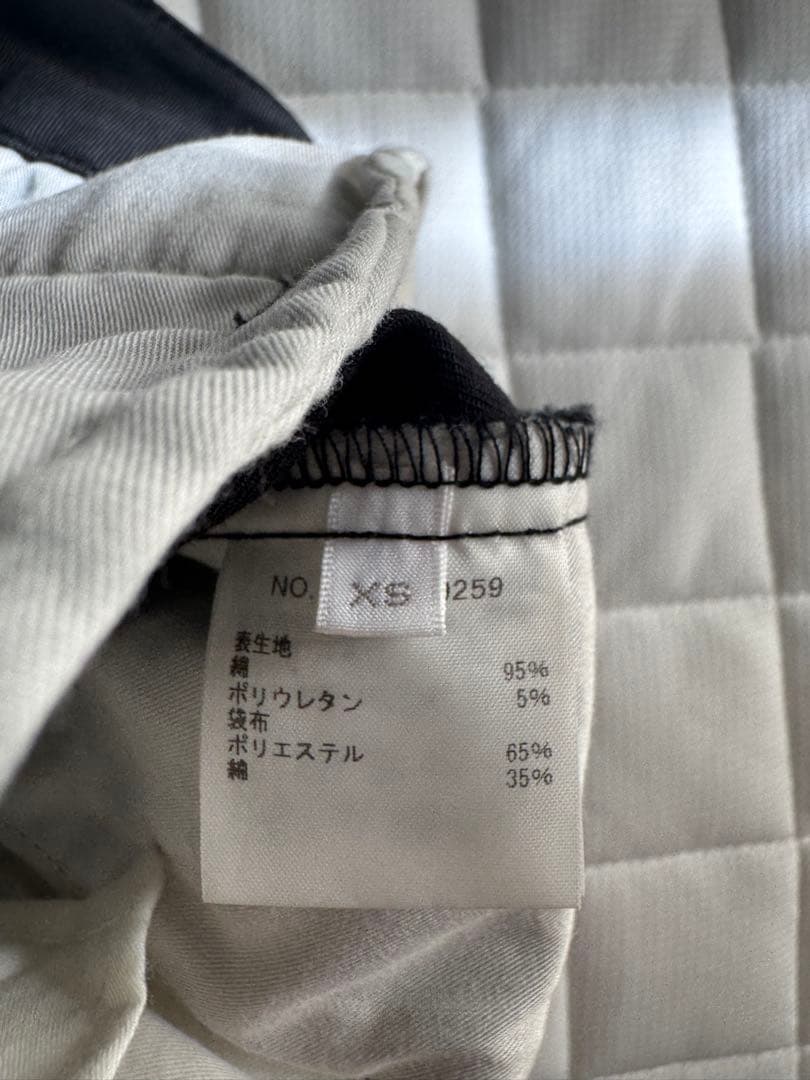 NO. 0259
XS
表生地
綿 95%
ポリウレタン 5%
袋布
ポリエステル 65%
綿 35%